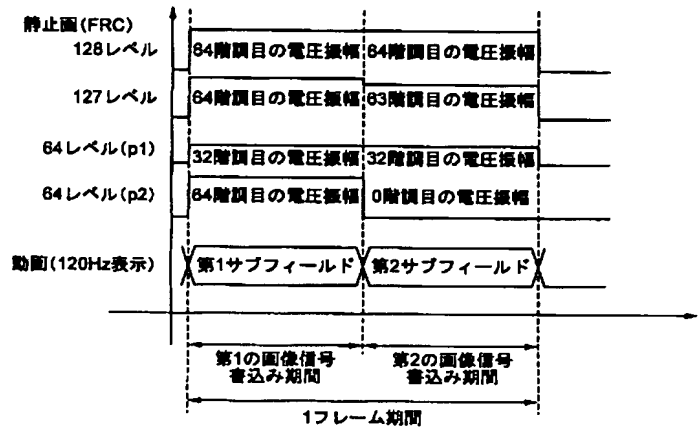 静止画(FRC)
128レベル 64階調目の電圧振幅 64階調目の電圧振幅
127レベル 64階調目の電圧振幅 63階調目の電圧振幅
64レベル(p1) 32階調目の電圧振幅 32階調目の電圧振幅
64レベル(p2) 64階調目の電圧振幅 0階調目の電圧振幅
動画(120Hz表示) 第1サブフィールド 第2サブフィールド
第1の画像信号 第2の画像信号
書込み期間 書込み期間
1フレーム期間